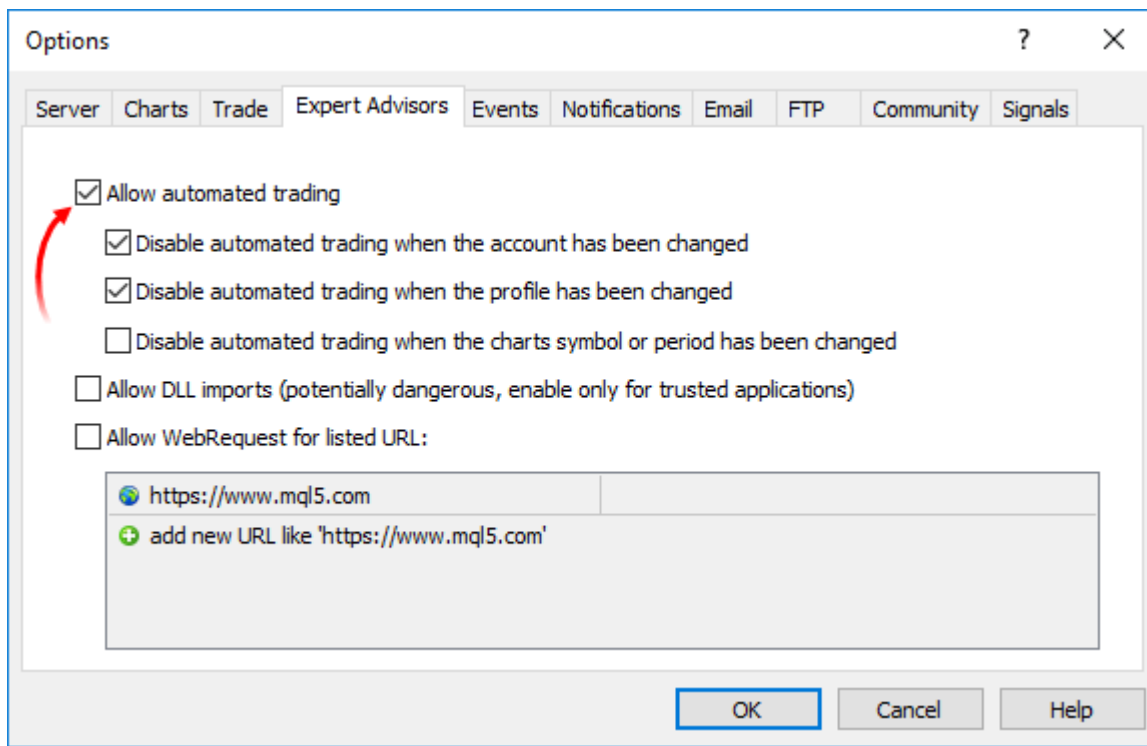 Options
Server Charts Trade Expert Advisors Events Notifications Email FTP Community Signals
Allow automated trading
Disable automated trading when the account has been changed
Disable automated trading when the profile has been changed
Disable automated trading when the charts symbol or period has been changed
Allow DLL imports (potentially dangerous, enable only for trusted applications)
Allow WebRequest for listed URL:
https://www.mql5.com
add new URL like 'https://www.mql5.com'
OK Cancel Help